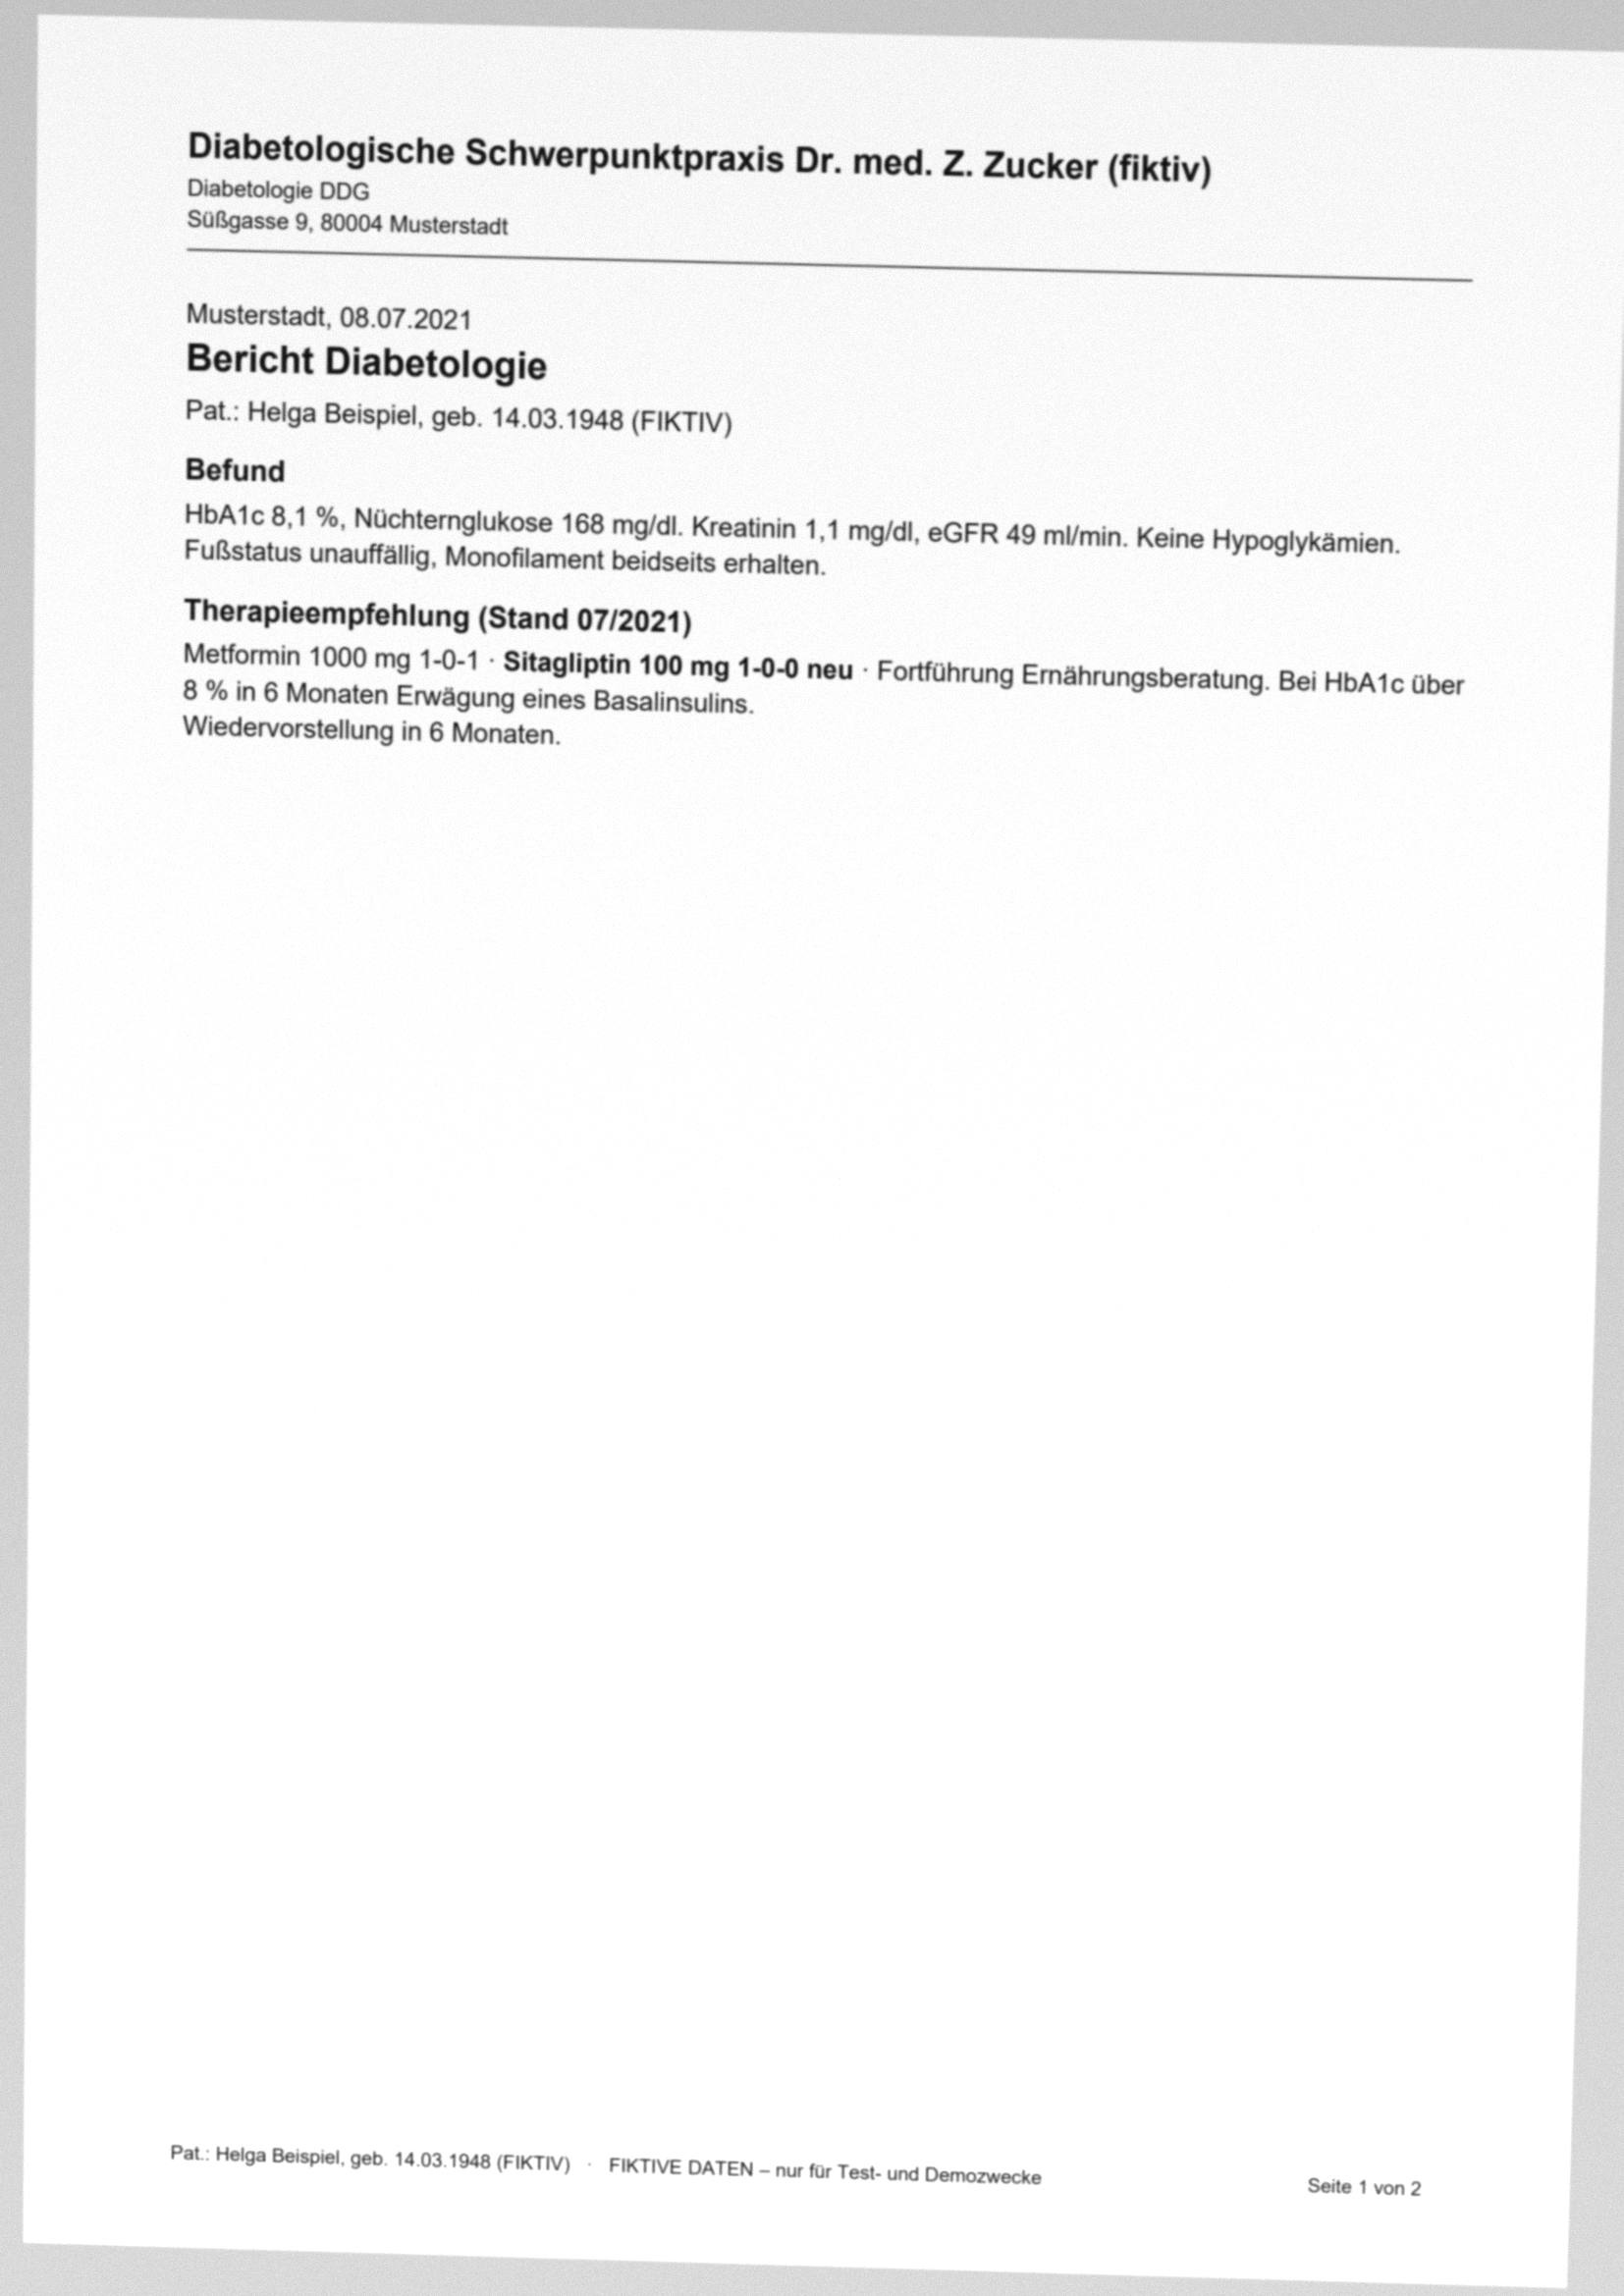 Diabetologische Schwerpunktpraxis Dr. med. Z. Zucker (fiktiv)
Diabetologie DDG
Süßgasse 9, 80004 Musterstadt
Musterstadt, 08.07.2021
Bericht Diabetologie
Pat.: Helga Beispiel, geb. 14.03.1948 (FIKTIV)
Befund
HbA1c 8,1 %, Nüchternglukose 168 mg/dl. Kreatinin 1,1 mg/dl, eGFR 49 ml/min. Keine Hypoglykämien.
Fußstatus unauffällig, Monofilament beidseits erhalten.
Therapieempfehlung (Stand 07/2021)
Metformin 1000 mg 1-0-1 · Sitagliptin 100 mg 1-0-0 neu · Fortführung Ernährungsberatung. Bei HbA1c über
8 % in 6 Monaten Erwägung eines Basalinsulins.
Wiedervorstellung in 6 Monaten.
Pat.: Helga Beispiel, geb. 14.03.1948 (FIKTIV) · FIKTIVE DATEN – nur für Test- und Demozwecke
Seite 1 von 2